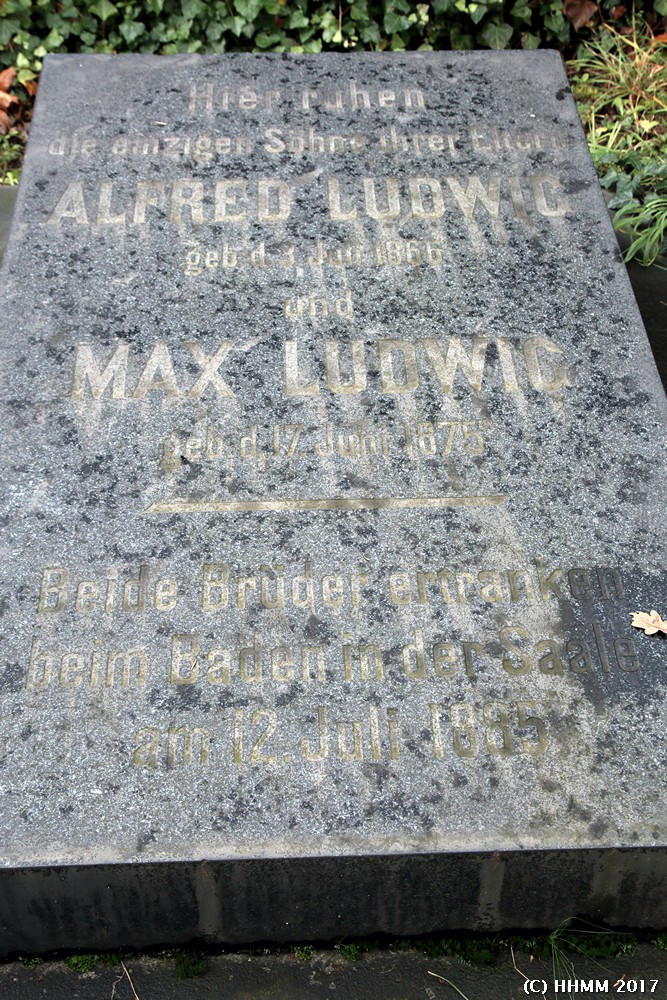 Hier ruhen
die einzigen Söhne ihrer Eltern
ALFRED LUDWIG
geb. d. 3. Juli 1866
und
MAX LUDWIG
geb. d. 17. Juni 1875
Beide Brüder ertranken
beim Baden in der Saale
am 12. Juli 1885
(C) HHMM 2017